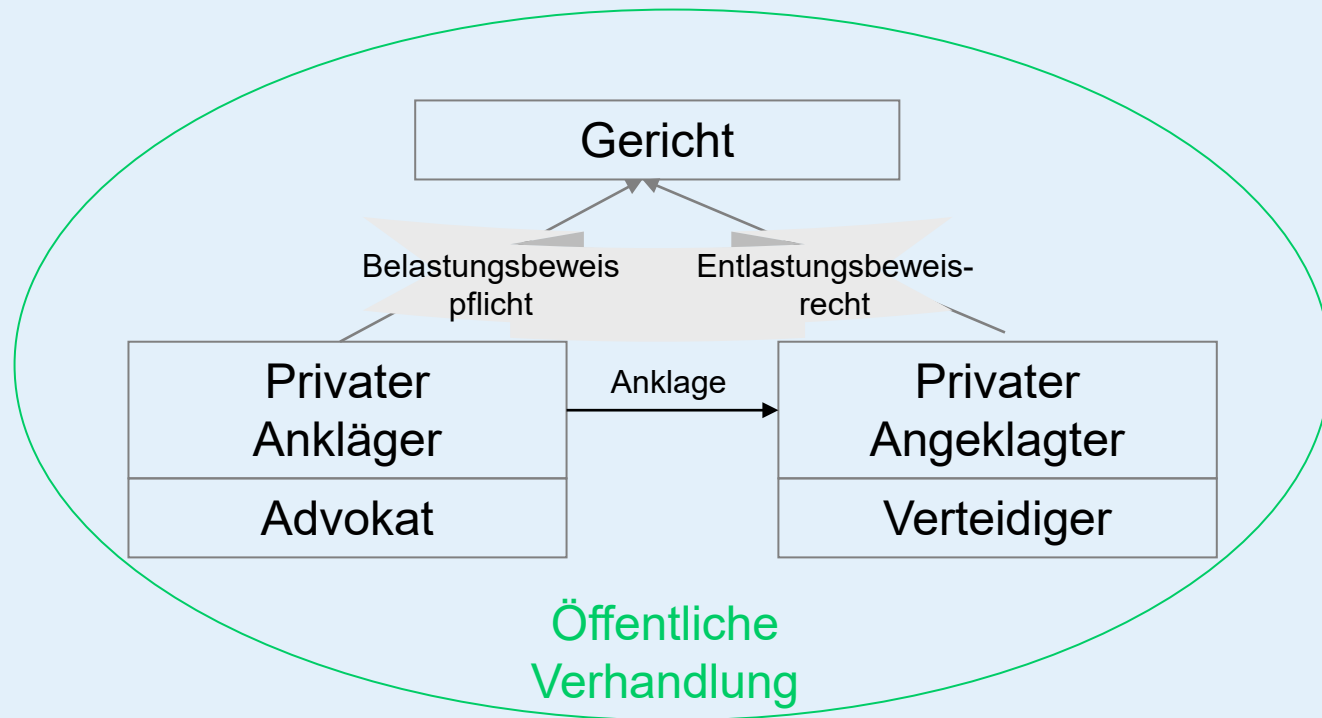 Gericht
Belastungsbeweis
pflicht
Entlastungsbeweis-
recht
Privater
Ankläger
Advokat
Anklage
Privater
Angeklagter
Verteidiger
Öffentliche
Verhandlung